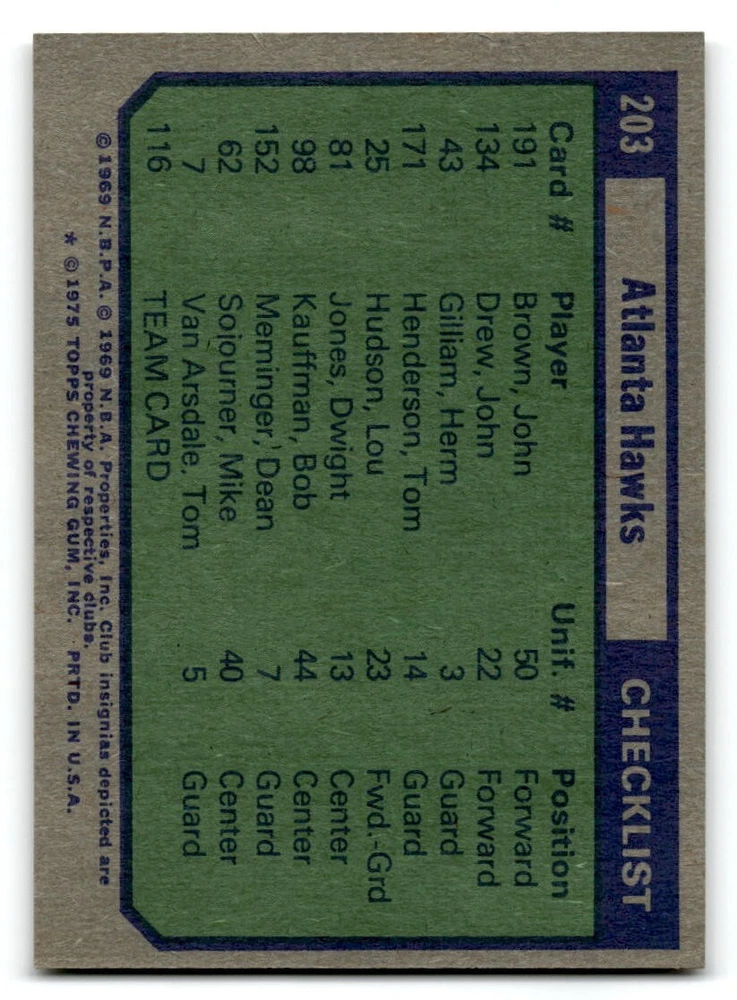 203 Atlanta Hawks CHECKLIST
Card # Player Unif. # Position
191 Brown, John 50 Forward
134 Drew, John 22 Forward
43 Gilliam, Herm 3 Guard
171 Henderson, Tom 14 Guard
25 Hudson, Lou 23 Fwd.-Grd
81 Jones, Dwight 13 Center
98 Kauffman, Bob 44 Center
152 Meminger, Dean 7 Guard
62 Sojourner, Mike 40 Center
7 Van Arsdale, Tom 5 Guard
116 TEAM CARD
© 1969 N.B.P.A. © 1969 N.B.A. Properties, Inc. Club insignias depicted are
property of respective clubs.
* © 1975 TOPPS CHEWING GUM, INC. PRTD. IN U.S.A.